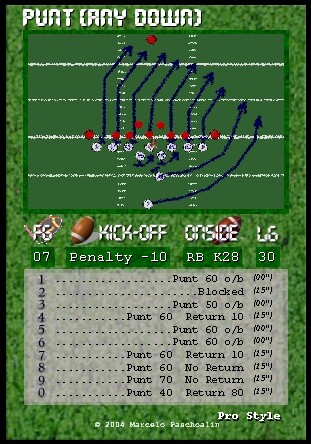 PUNT (ANY DOWN)
FG KICK-OFF ONSIDE LG
07 Penalty -10 RB K28 30
1 ....................Punt 60 o/b (00")
2 ........................Blocked (15")
3 ....................Punt 50 o/b (00")
4 ............Punt 60 Return 10 (15")
5 ....................Punt 60 o/b (00")
6 ....................Punt 60 o/b (00")
7 ............Punt 60 Return 10 (15")
8 ............Punt 60 No Return (15")
9 ............Punt 70 No Return (15")
0 ............Punt 40 Return 80 (15")
Pro Style
© 2004 Marcelo Paschoalin